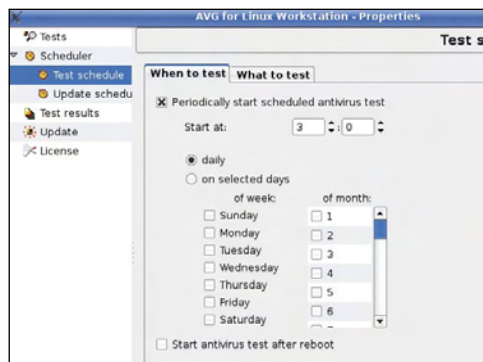 AVG for Linux Workstation - Properties
Tests
Scheduler
Test schedule
Update schedu
Test results
Update
License
Test s
When to test
What to test
Periodically start scheduled antivirus test
Start at:
3 : 0
daily
on selected days
of week:
of month:
Sunday
Monday
Tuesday
Wednesday
Thursday
Friday
Saturday
1
2
3
4
5
6
Start antivirus test after reboot